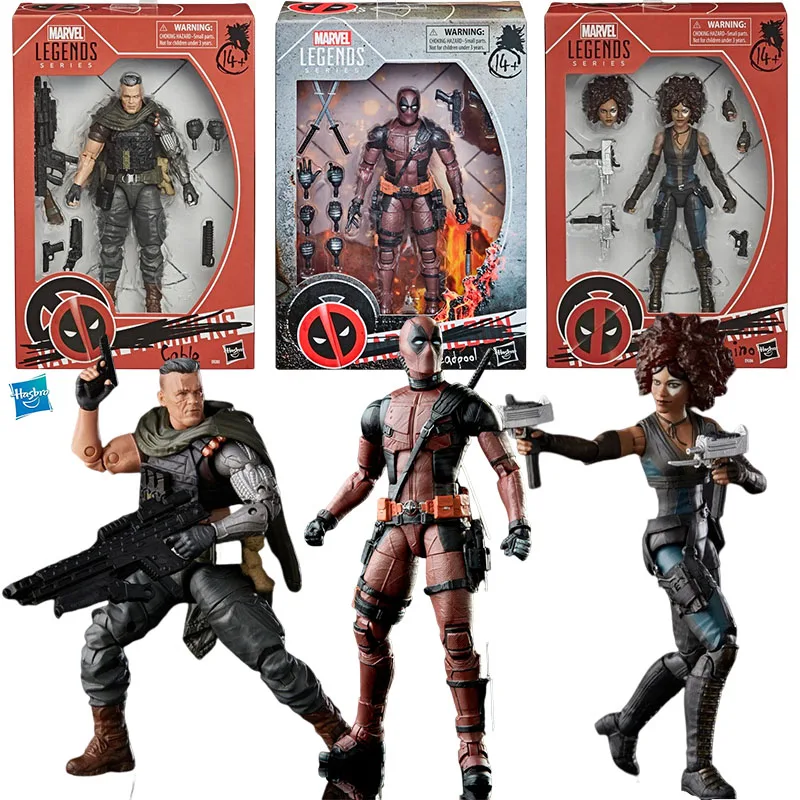 MARVEL
LEGENDS
SERIES
WARNING:
CHOKING HAZARD-Small parts.
Not for children under 3 years.
14+
Cable
Hasbro
MARVEL
LEGENDS
SERIES
WARNING:
CHOKING HAZARD-Small parts.
Not for children under 3 years.
14+
Hasbro
MARVEL
LEGENDS
SERIES
WARNING:
CHOKING HAZARD-Small parts.
Not for children under 3 years.
14+
Hasbro
Hasbro